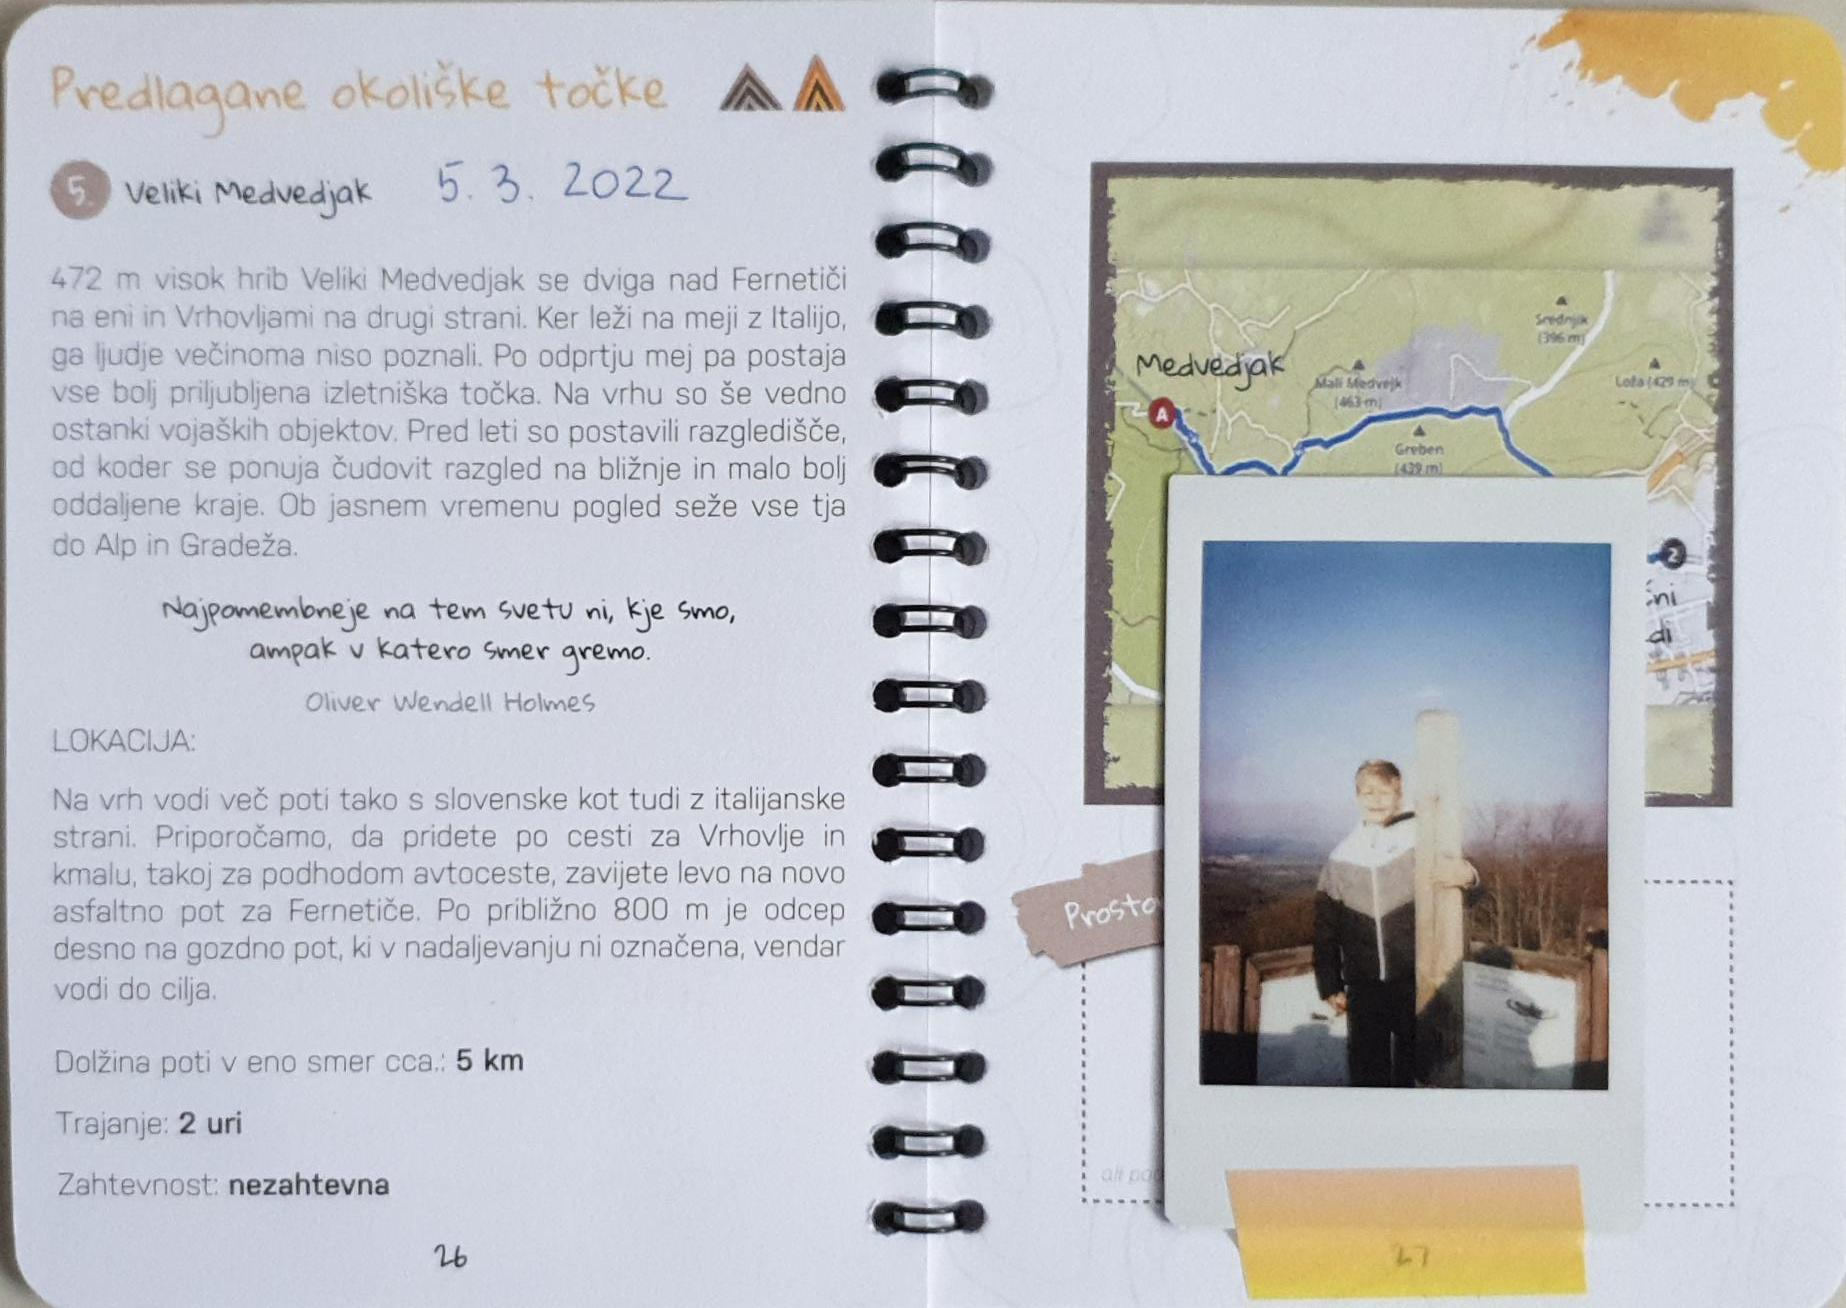 Predlagane okoliške točke
5. Veliki Medvedjak 5. 3. 2022
472 m visok hrib Veliki Medvedjak se dviga nad Fernetiči
na eni in Vrhovljami na drugi strani. Ker leži na meji z Italijo,
ga ljudje večinoma niso poznali. Po odprtju mej pa postaja
vse bolj priljubljena izletniška točka. Na vrhu so še vedno
ostanki vojaških objektov. Pred leti so postavili razgledišče,
od koder se ponuja čudovit razgled na bližnje in malo bolj
oddaljene kraje. Ob jasnem vremenu pogled seže vse tja
do Alp in Gradeža.
Najpomembneje na tem svetu ni, kje smo,
ampak v katero smer gremo.
Oliver Wendell Holmes
LOKACIJA:
Na vrh vodi več poti tako s slovenske kot tudi z italijanske
strani. Priporočamo, da pridete po cesti za Vrhovlje in
kmalu, takoj za podhodom avtoceste, zavijete levo na novo
asfaltno pot za Fernetiče. Po približno 800 m je odcep
desno na gozdno pot, ki v nadaljevanju ni označena, vendar
vodi do cilja.
Dolžina poti v eno smer cca.: 5 km
Trajanje: 2 uri
Zahtevnost: nezahtevna
26
Srednjik
(396 m)
Medvedjak
Mali Medvejk
(463 m)
Loža (429 m)
A
Greben
(439 m)
2
ni
di
Prosto
ali
27